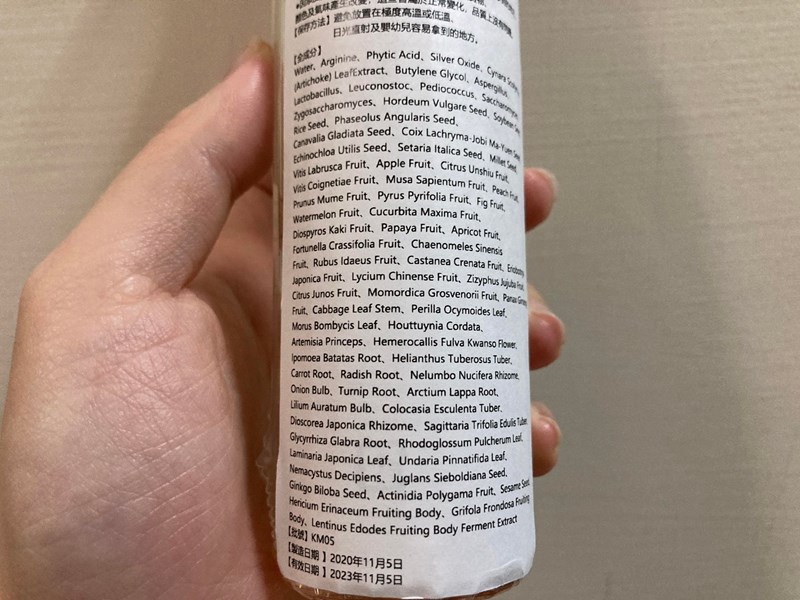 顏色及氣味產生改變,這些皆屬於正常變化,品質上沒有問題。
【保存方法】避免放置在極度高溫或低溫、
日光直射及嬰幼兒容易拿到的地方。
【全成分】
Water、Arginine、Phytic Acid、Silver Oxide、Cynara
(Artichoke) LeafExtract、Butylene Glycol、Aspergillus、
Lactobacillus、Leuconostoc、Pediococcus、Saccharomyces、
Zygosaccharomyces、Hordeum Vulgare Seed、Soybean
Rice Seed、Phaseolus Angularis Seed、
Canavalia Gladiata Seed、Coix Lachryma-Jobi Ma-Yuen Seed、
Echinochloa Utilis Seed、Setaria Italica Seed、Millet Seed、
Vitis Labrusca Fruit、Apple Fruit、Citrus Unshiu Fruit、
Vitis Coignetiae Fruit、Musa Sapientum Fruit、Peach Fruit、
Prunus Mume Fruit、Pyrus Pyrifolia Fruit、Fig Fruit、
Watermelon Fruit、Cucurbita Maxima Fruit、
Diospyros Kaki Fruit、Papaya Fruit、Apricot Fruit、
Fortunella Crassifolia Fruit、Chaenomeles Sinensis
Fruit、Rubus Idaeus Fruit、Castanea Crenata Fruit、Eriobotrya
Japonica Fruit、Lycium Chinense Fruit、Zizyphus Jujuba Fruit、
Citrus Junos Fruit、Momordica Grosvenorii Fruit、Panax Ginseng
Fruit、Cabbage Leaf Stem、Perilla Ocymoides Leaf、
Morus Bombycis Leaf、Houttuynia Cordata、
Artemisia Princeps、Hemerocallis Fulva Kwanso Flower、
Ipomoea Batatas Root、Helianthus Tuberosus Tuber、
Carrot Root、Radish Root、Nelumbo Nucifera Rhizome、
Onion Bulb、Turnip Root、Arctium Lappa Root、
Lilium Auratum Bulb、Colocasia Esculenta Tuber、
Dioscorea Japonica Rhizome、Sagittaria Trifolia Edulis Tuber、
Glycyrrhiza Glabra Root、Rhodoglossum Pulcherum Leaf、
Laminaria Japonica Leaf、Undaria Pinnatifida Leaf、
Nemacystus Decipiens、Juglans Sieboldiana Seed、
Ginkgo Biloba Seed、Actinidia Polygama Fruit、Sesame Seed、
Hericium Erinaceum Fruiting Body、Grifola Frondosa Fruiting
Body、Lentinus Edodes Fruiting Body Ferment Extract
【批號】KM05
【製造日期】2020年11月5日
【有效日期】2023年11月5日